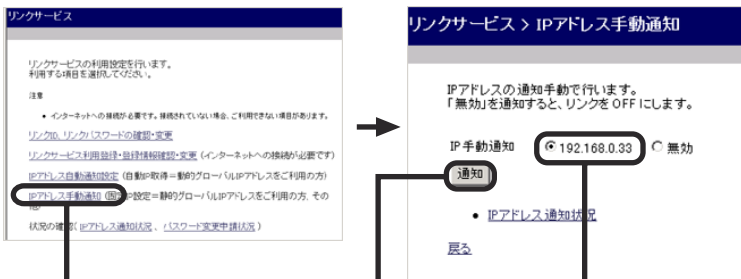 リンクサービス
リンクサービスの利用設定を行います。
利用する項目を選択してください。
注意
• インターネットへの接続が必要です。接続されていない場合、ご利用できない項目があります。
リンクID、リンクパスワードの確認・変更
リンクサービス利用登録・登録情報確認・変更 (インターネットへの接続が必要です)
IPアドレス自動通知設定 (自動IP取得＝動的グローバルIPアドレスをご利用の方)
IPアドレス手動通知 (固定IP設定＝静的グローバルIPアドレスをご利用の方、その
他)
状況の確認( IPアドレス通知状況 、 パスワード変更申請状況 )
リンクサービス > IPアドレス手動通知
IPアドレスの通知手動で行います。
「無効」を通知すると、リンクを OFF にします。
IP手動通知 192.168.0.33 無効
通知
• IPアドレス通知状況
戻る